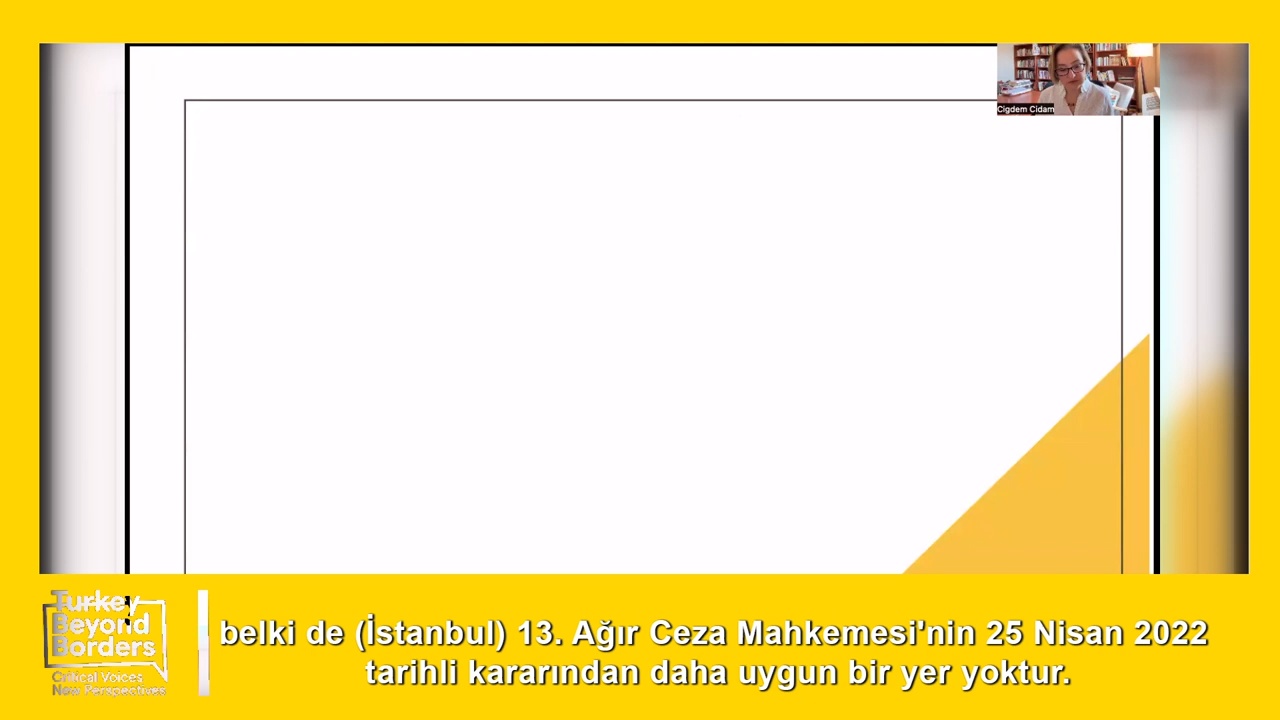 Cigdem Cidam
Turkey
Beyond
Borders
Critical Voices
New Perspectives
belki de (İstanbul) 13. Ağır Ceza Mahkemesi'nin 25 Nisan 2022
tarihli kararından daha uygun bir yer yoktur.